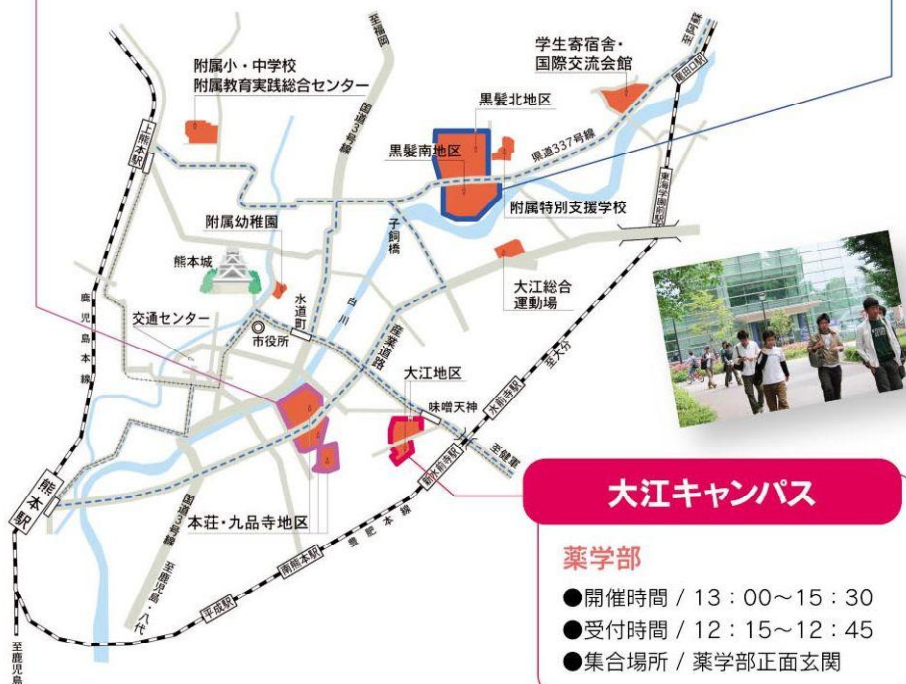 至福岡
国道3号線
附属小・中学校
附属教育実践総合センター
学生寄宿舎・
国際交流会館
至阿蘇
竜田口駅
黒髪北地区
県道337号線
黒髪南地区
附属特別支援学校
上熊本駅
東海学園前駅
附属幼稚園
子飼橋
熊本城
大江総合
運動場
水道町
白川
交通センター
市役所
産業道路
鹿児島本線
大江地区
味噌天神
水前寺駅
至大分
至健軍
新水前寺駅
熊本駅
本荘・九品寺地区
国道3号線
至鹿児島・八代
南熊本駅
豊肥本線
平成駅
至鹿児島
大江キャンパス
薬学部
●開催時間 / 13：00〜15：30
●受付時間 / 12：15〜12：45
●集合場所 / 薬学部正面玄関